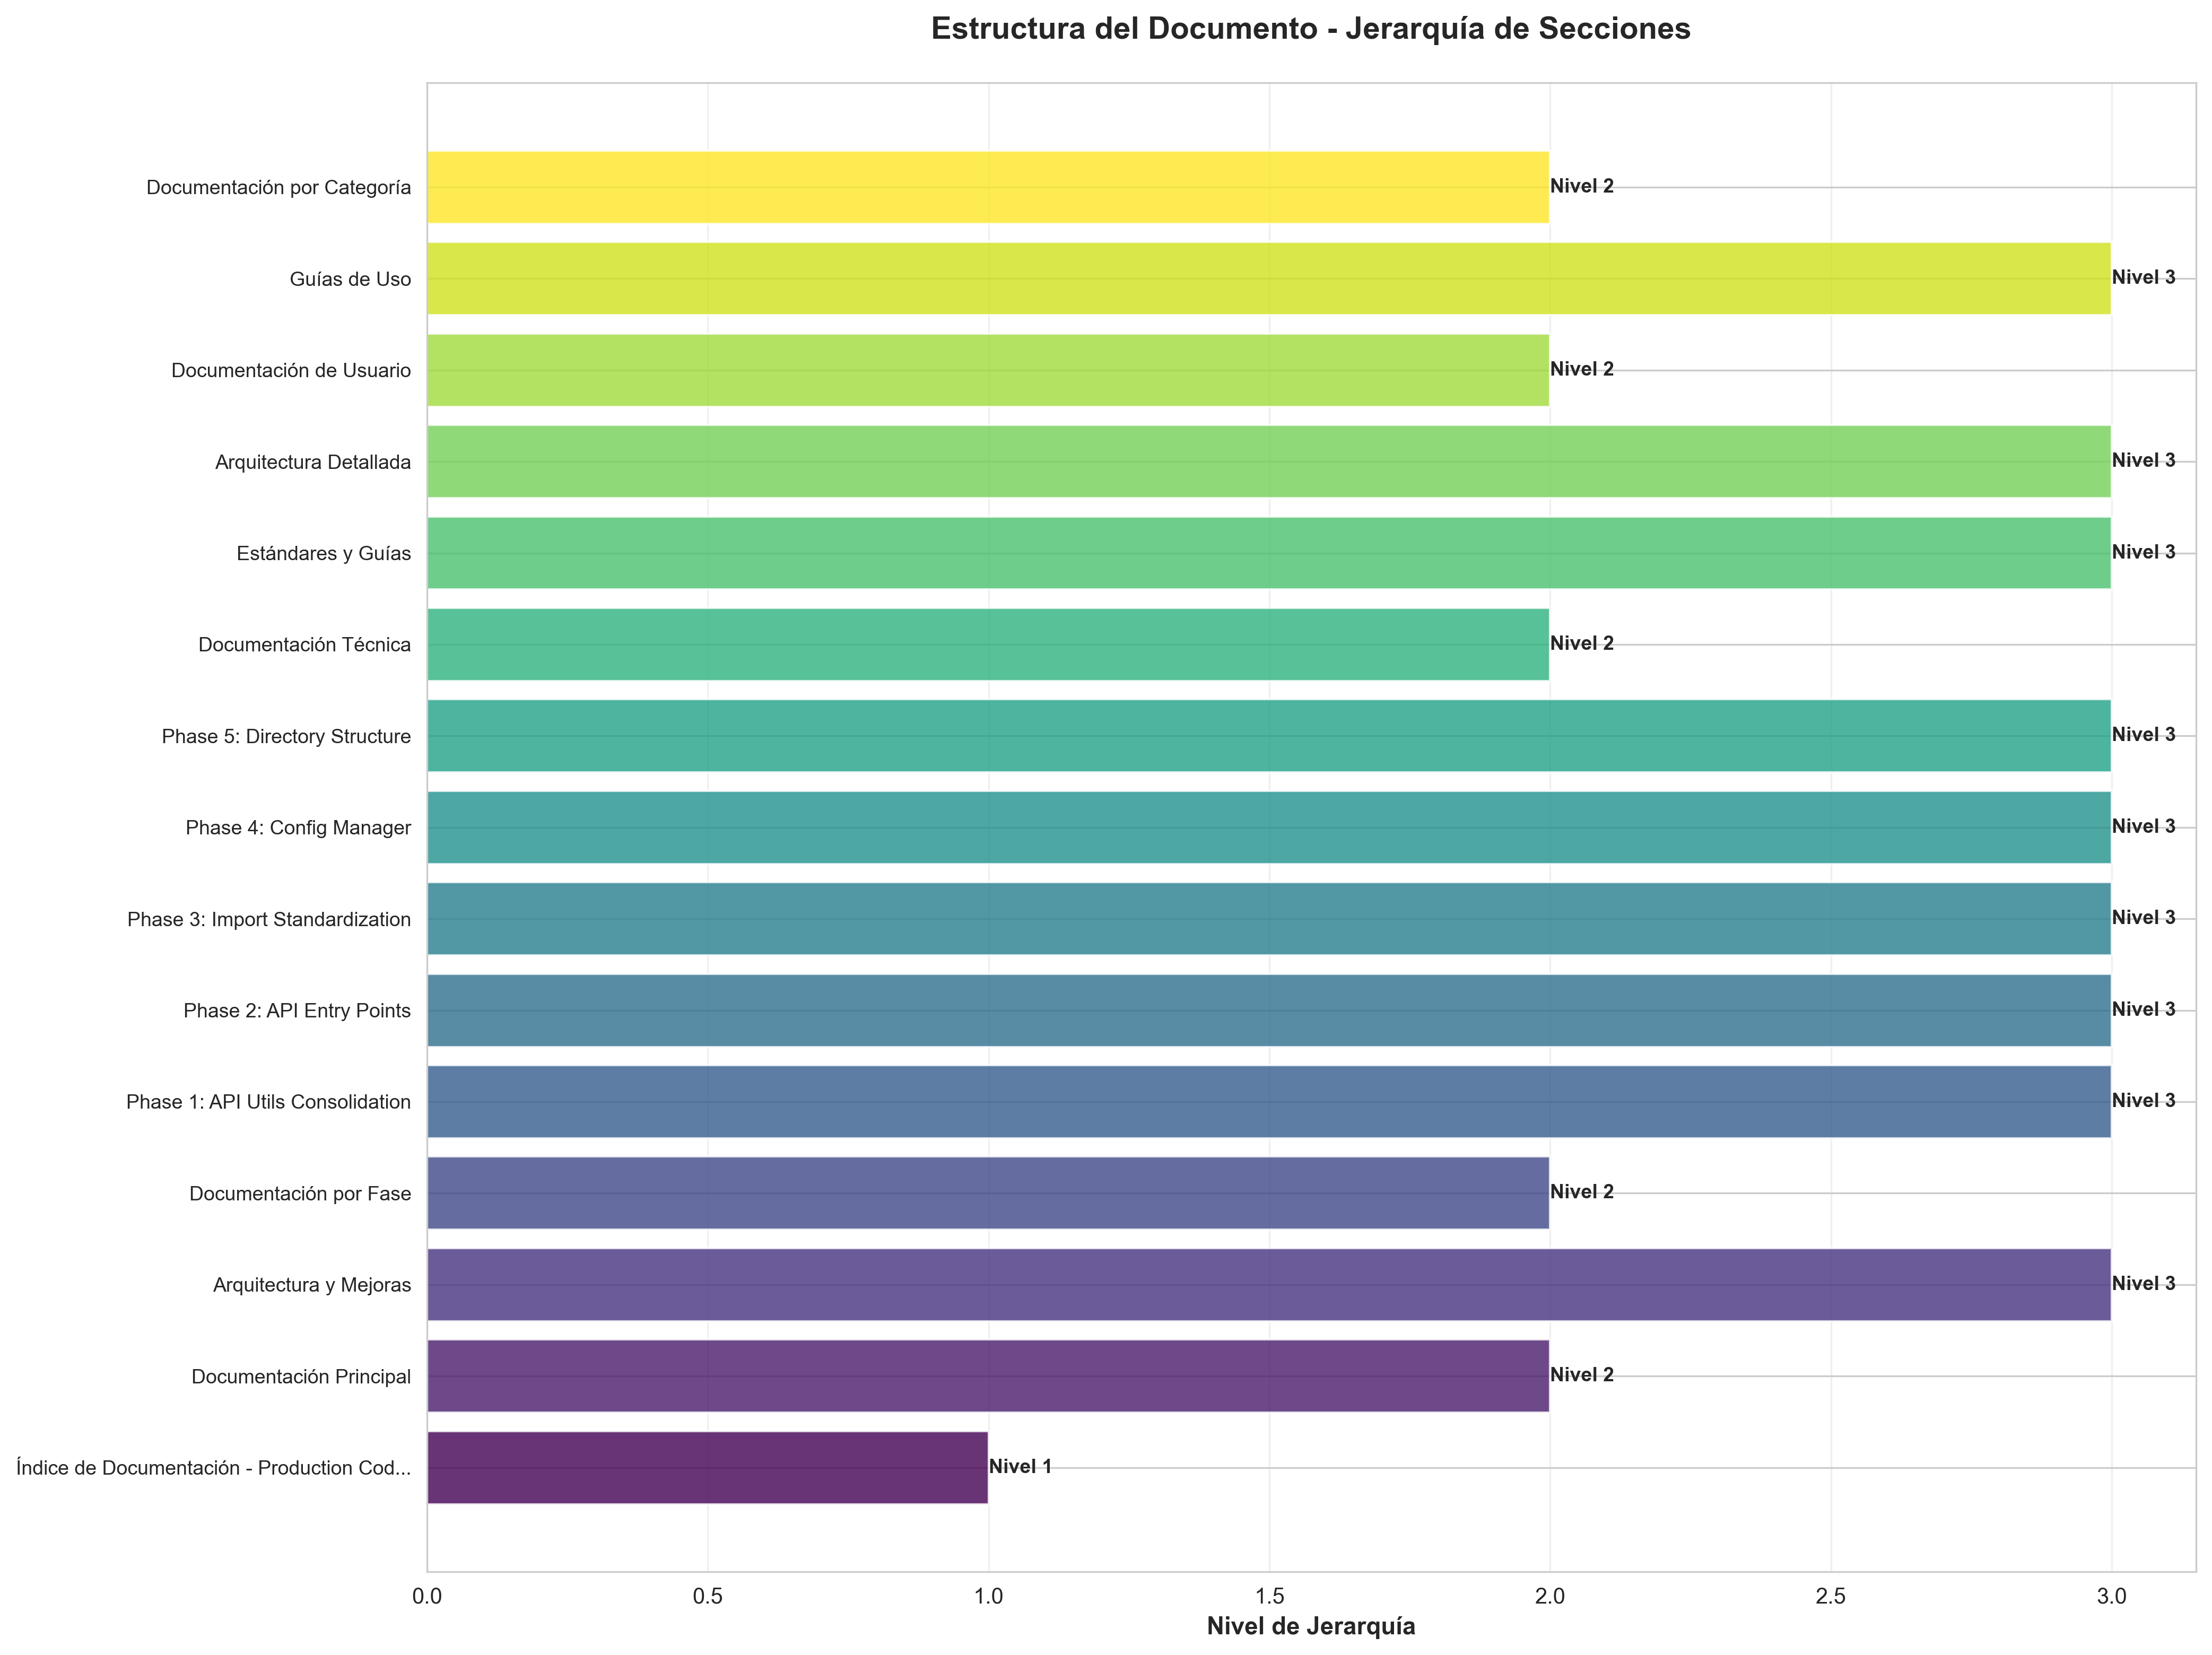 Estructura del Documento - Jerarquía de Secciones
Documentación por Categoría
Nivel 2
Guías de Uso
Nivel 3
Documentación de Usuario
Nivel 2
Arquitectura Detallada
Nivel 3
Estándares y Guías
Nivel 3
Documentación Técnica
Nivel 2
Phase 5: Directory Structure
Nivel 3
Phase 4: Config Manager
Nivel 3
Phase 3: Import Standardization
Nivel 3
Phase 2: API Entry Points
Nivel 3
Phase 1: API Utils Consolidation
Nivel 3
Documentación por Fase
Nivel 2
Arquitectura y Mejoras
Nivel 3
Documentación Principal
Nivel 2
Índice de Documentación - Production Cod...
Nivel 1
0.0 0.5 1.0 1.5 2.0 2.5 3.0
Nivel de Jerarquía